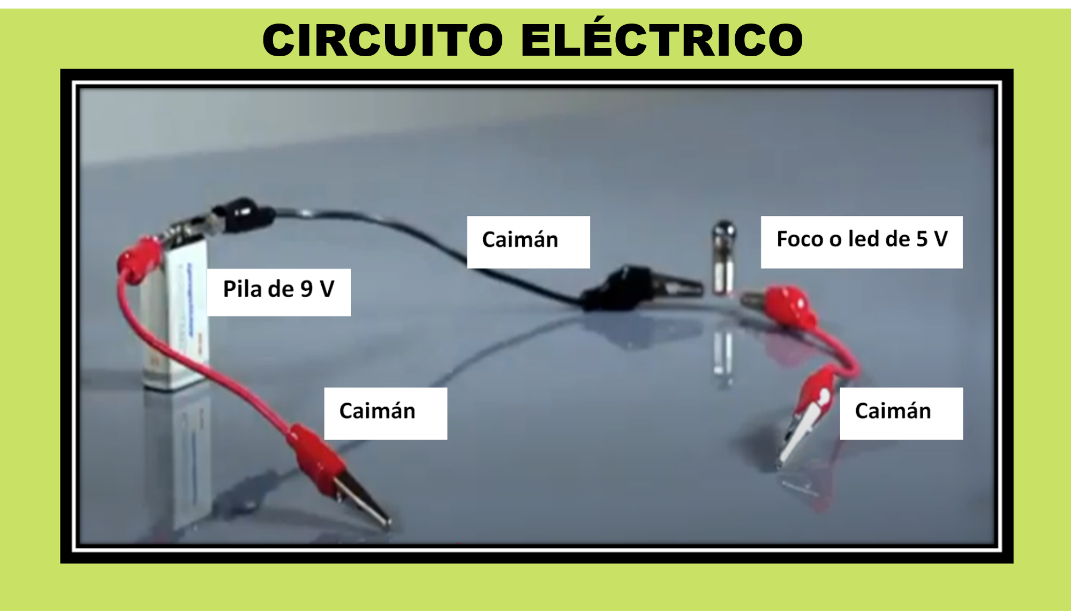 CIRCUITO ELÉCTRICO
Caimán
Foco o led de 5 V
Pila de 9 V
Caimán
Caimán